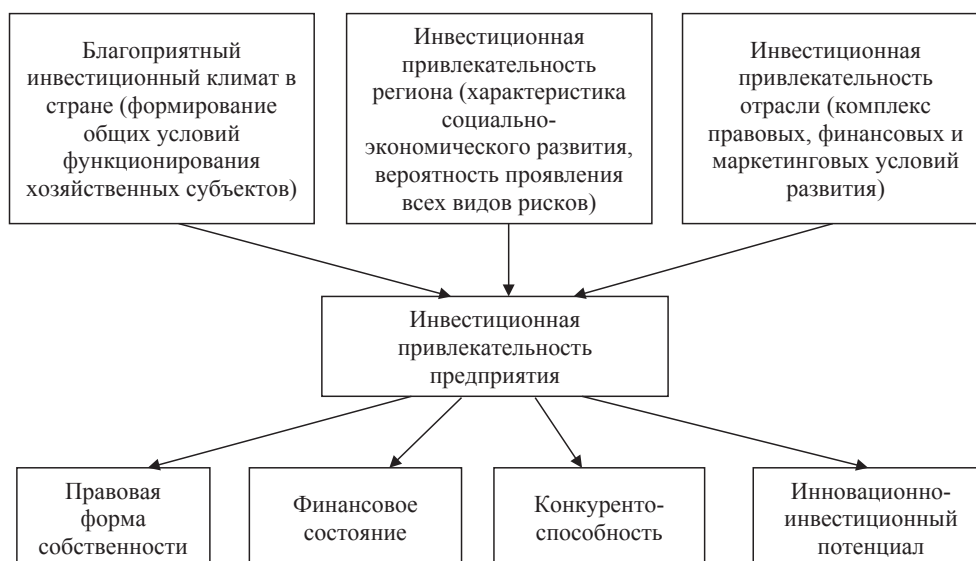 Благоприятный
инвестиционный климат в
стране (формирование
общих условий
функционирования
хозяйственных субъектов)
Инвестиционная
привлекательность
региона (характеристика
социально-
экономического развития,
вероятность проявления
всех видов рисков)
Инвестиционная
привлекательность
отрасли (комплекс
правовых, финансовых и
маркетинговых условий
развития)
Инвестиционная
привлекательность
предприятия
Правовая
форма
собственности
Финансовое
состояние
Конкуренто-
способность
Инновационно-
инвестиционный
потенциал